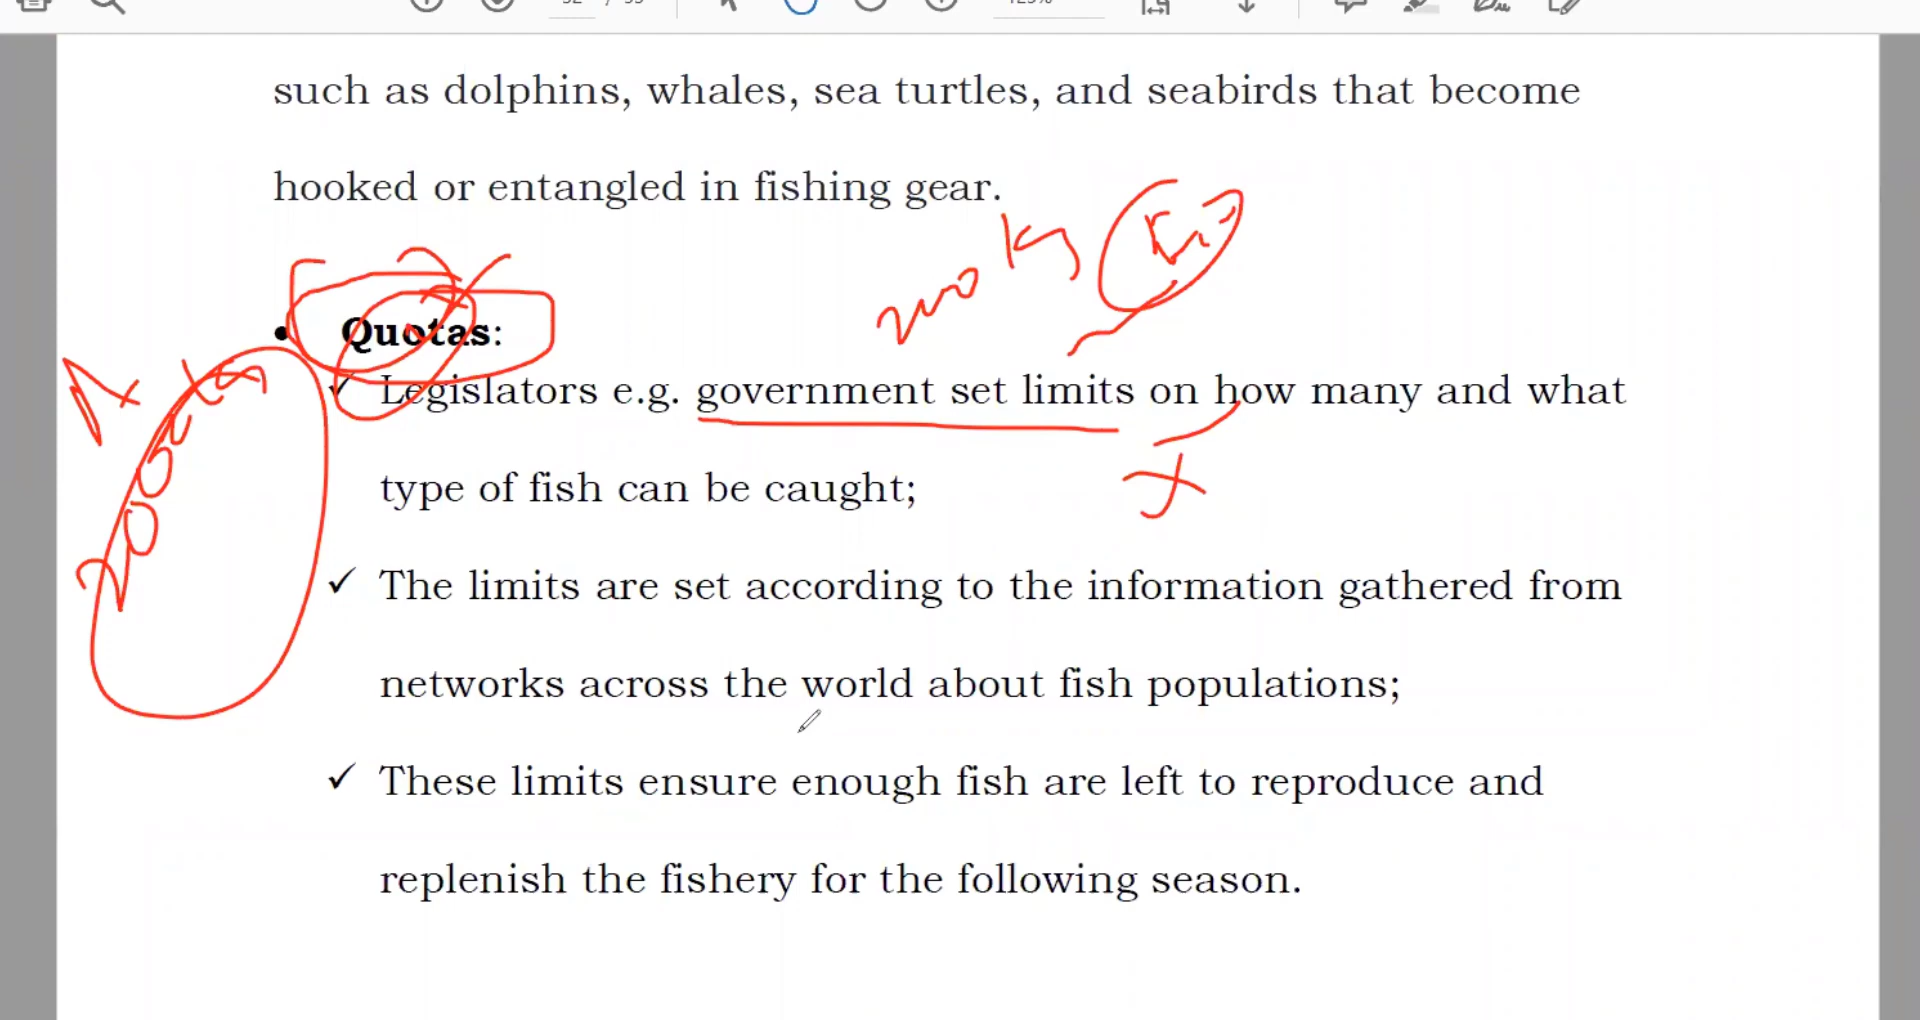 such as dolphins, whales, sea turtles, and seabirds that become
hooked or entangled in fishing gear.
• Quotas:
✓ Legislators e.g. government set limits on how many and what
type of fish can be caught;
✓ The limits are set according to the information gathered from
networks across the world about fish populations;
✓ These limits ensure enough fish are left to reproduce and
replenish the fishery for the following season.